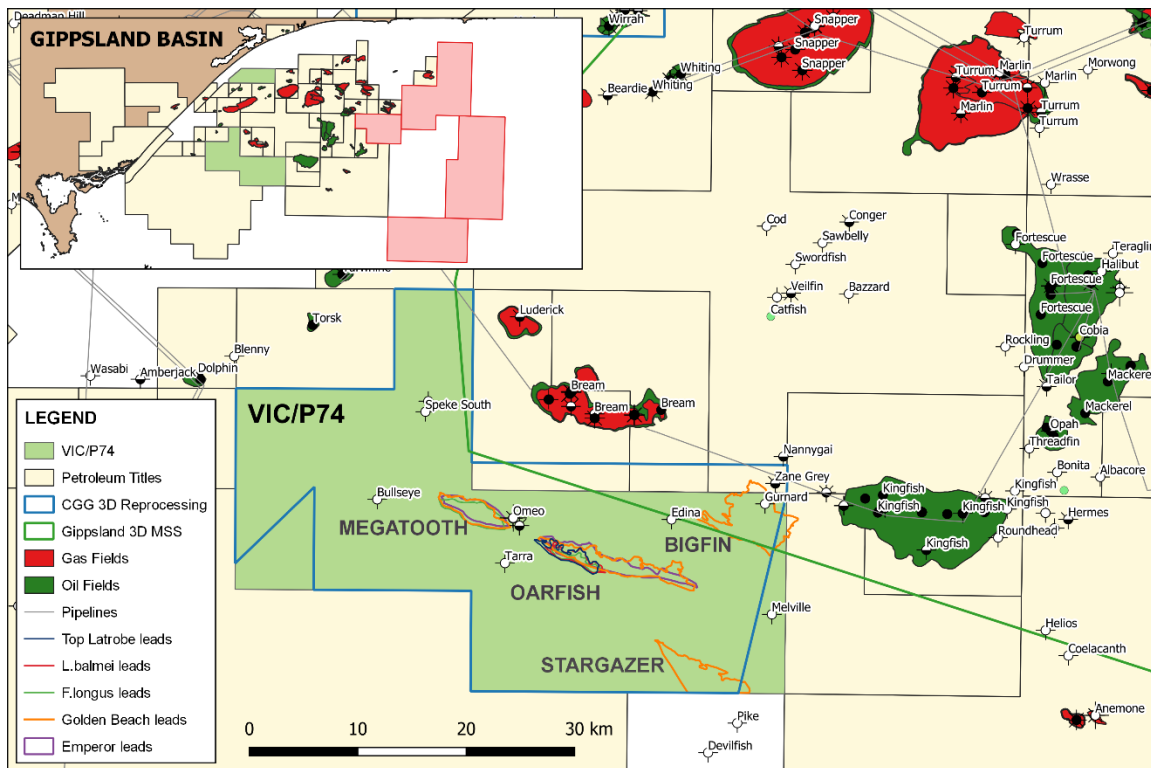 Deadman Hill
GIPPSLAND BASIN
Wirrah
Snapper
Snapper
Snapper
Whiting
Whiting
Beardie
Turrum
Marlin
Morwong
Turrum
Marlin
Turrum
Marlin
Turrum
Turrum
Wrasse
Cod
Conger
Sawbelly
Swordfish
Veilfin
Bazzard
Catfish
Fortescue
Teraglin
Fortescue
Halibut
Fortescue
Fortescue
Cobia
Rockling
Drummer
Tailor
Mackerel
Mackerel
Opah
Threadfin
Bonita
Albacore
Torsk
Luderick
Blenny
Wasabi
Amberjack
Dolphin
Bream
Bream
Bream
Speke South
VIC/P74
Nannygai
Zane Grey
Gurnard
Kingfish
Kingfish
Kingfish
Kingfish
Kingfish
Kingfish
Roundhead
Hermes
Bullseye
Omeo
Edina
MEGATOOTH
BIGFIN
Tarra
OARFISH
Melville
Helios
Coelacanth
STARGAZER
Anemone
Pike
Devilfish
LEGEND
VIC/P74
Petroleum Titles
CGG 3D Reprocessing
Gippsland 3D MSS
Gas Fields
Oil Fields
Pipelines
Top Latrobe leads
L.balmei leads
F.longus leads
Golden Beach leads
Emperor leads
0 10 20 30 km